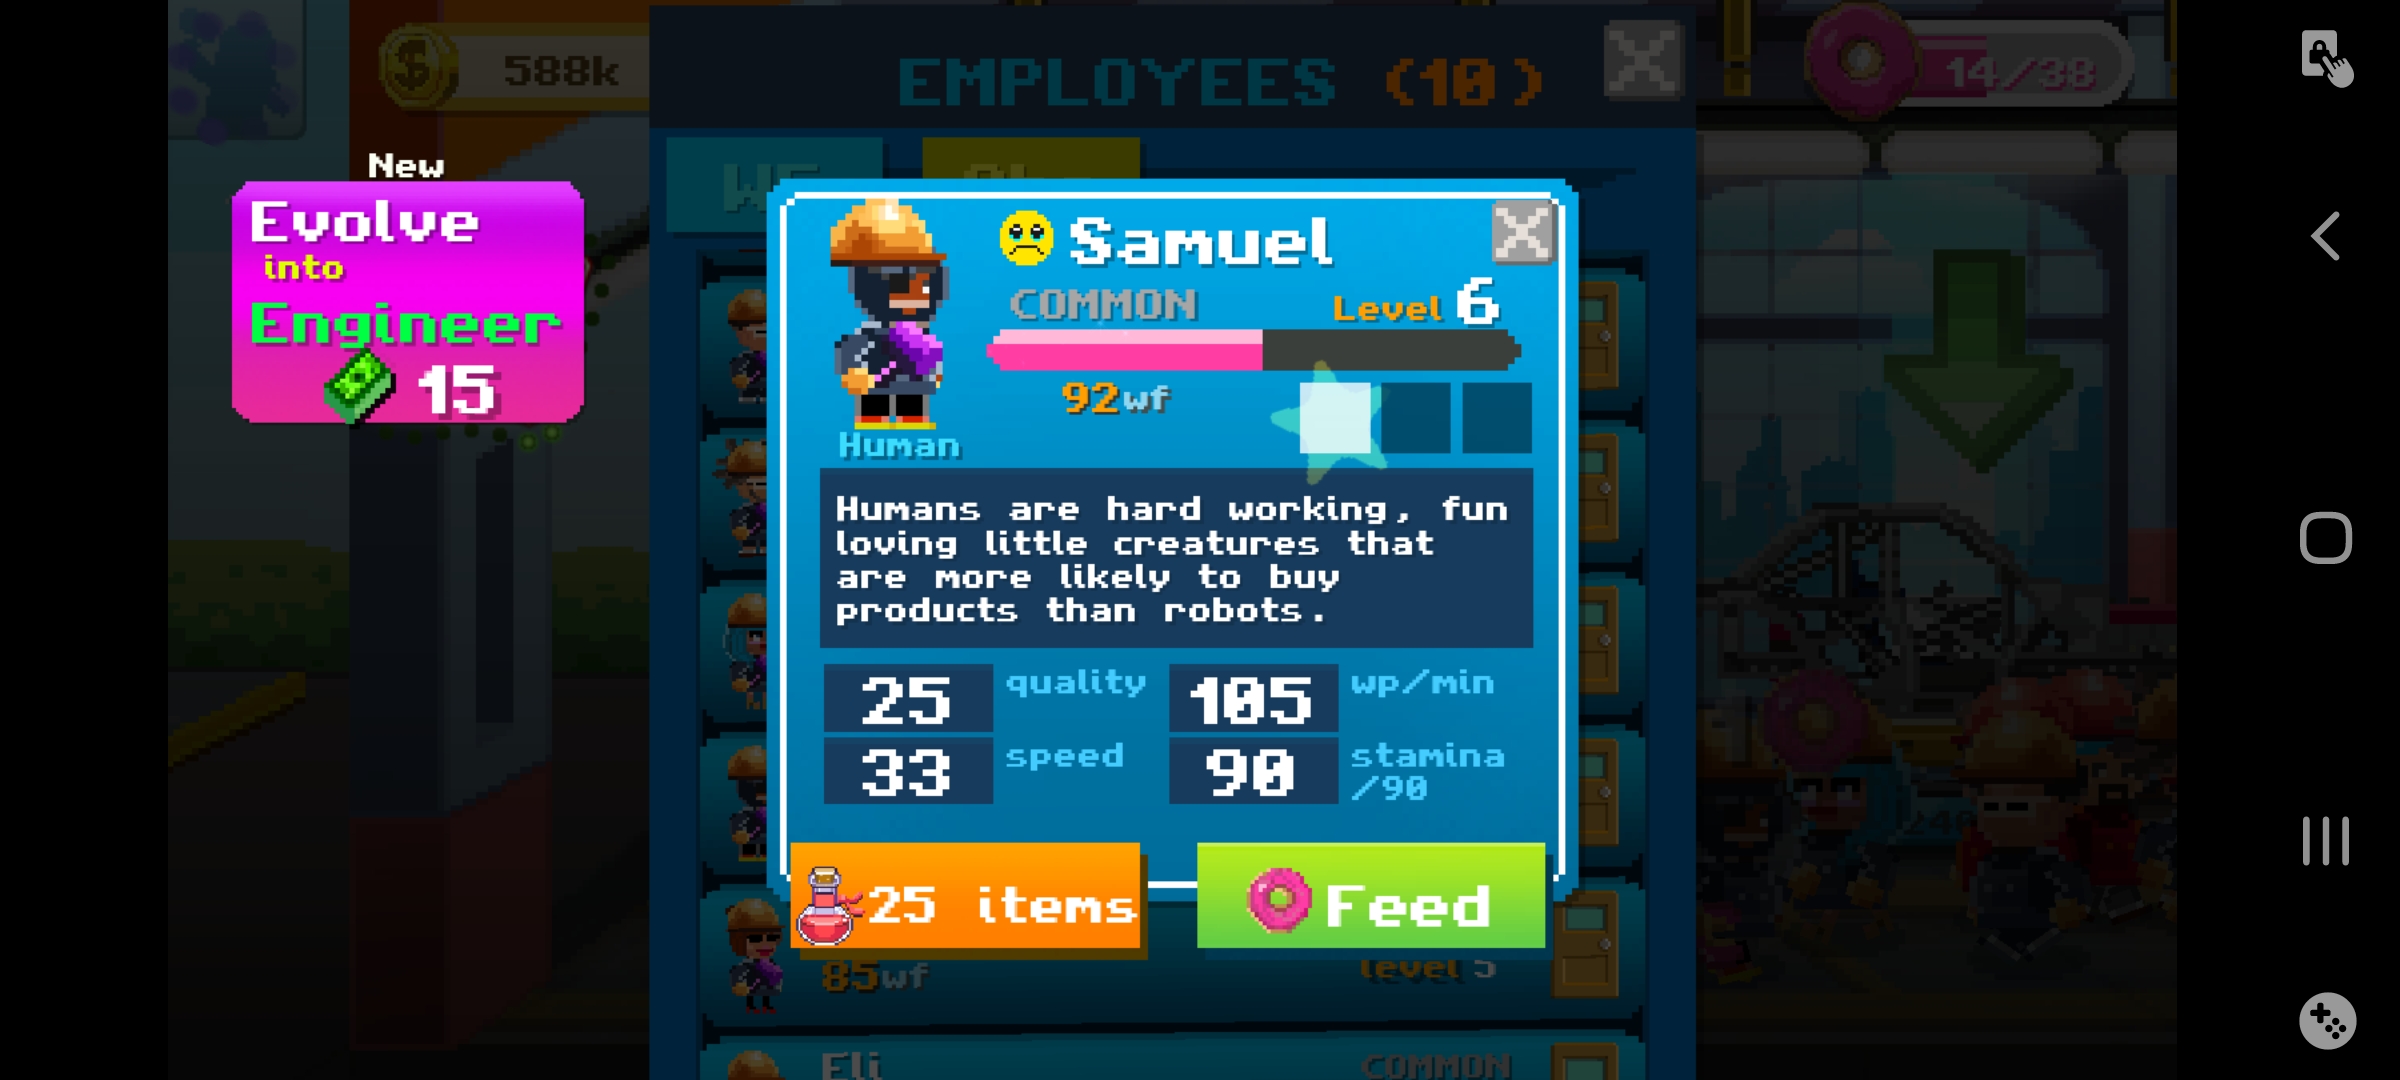 588k
EMPLOYEES (10)
14/38
New
Evolve
into
Engineer
15
Samuel
COMMON
Level 6
92wf
Human
Humans are hard working, fun
loving little creatures that
are more likely to buy
products than robots.
25 quality
105 wp/min
33 speed
90 stamina
/90
25 items
Feed
85wf
level 5
Eli
COMMON